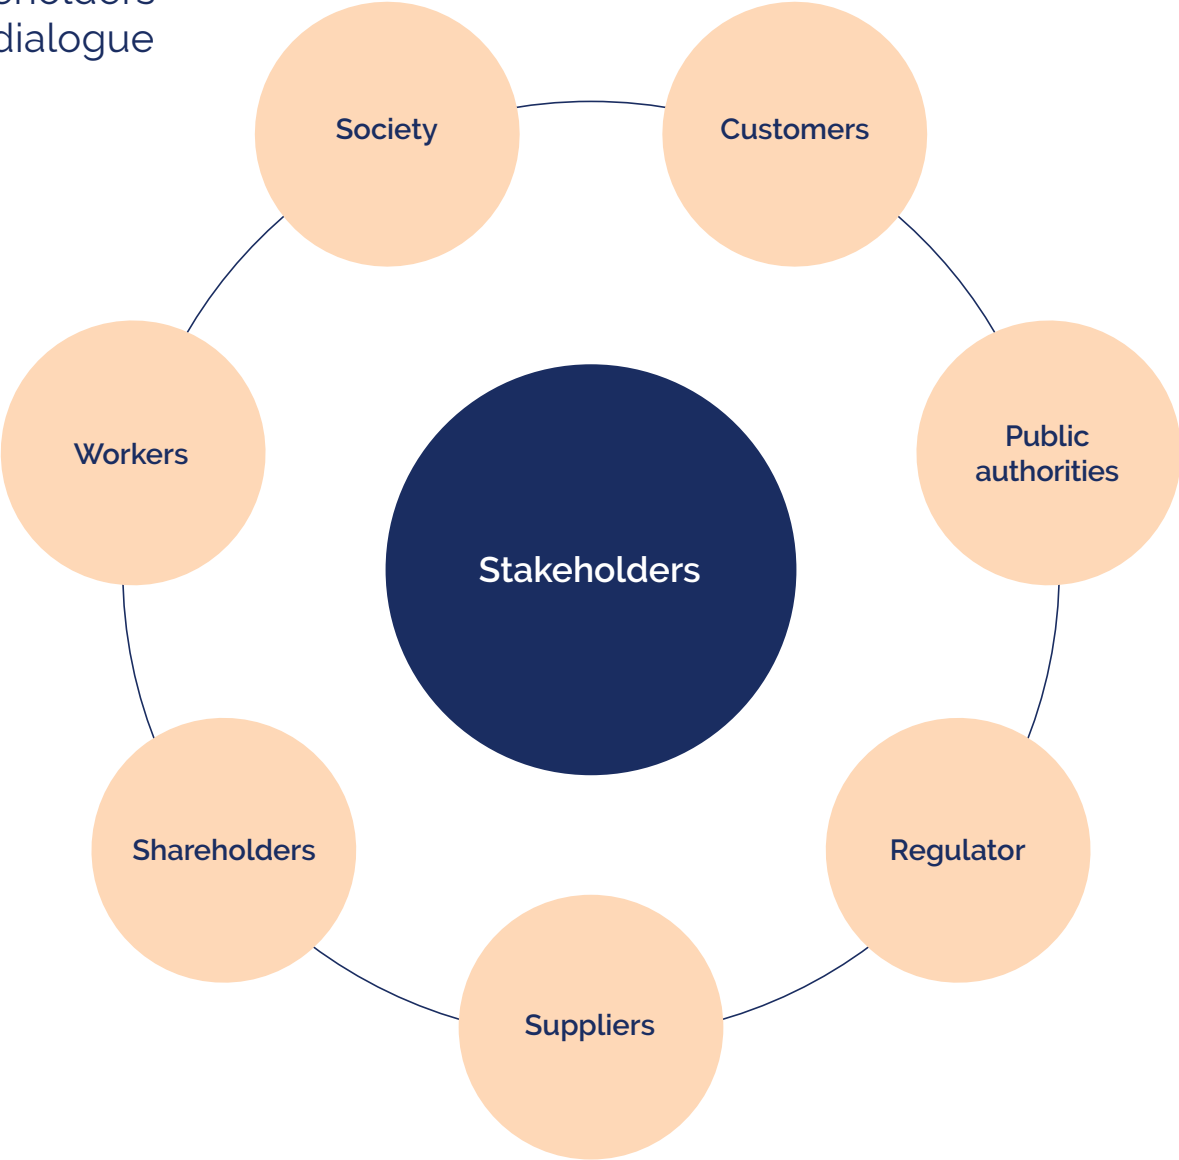 dialogue
Society
Customers
Workers
Public
authorities
Stakeholders
Shareholders
Regulator
Suppliers